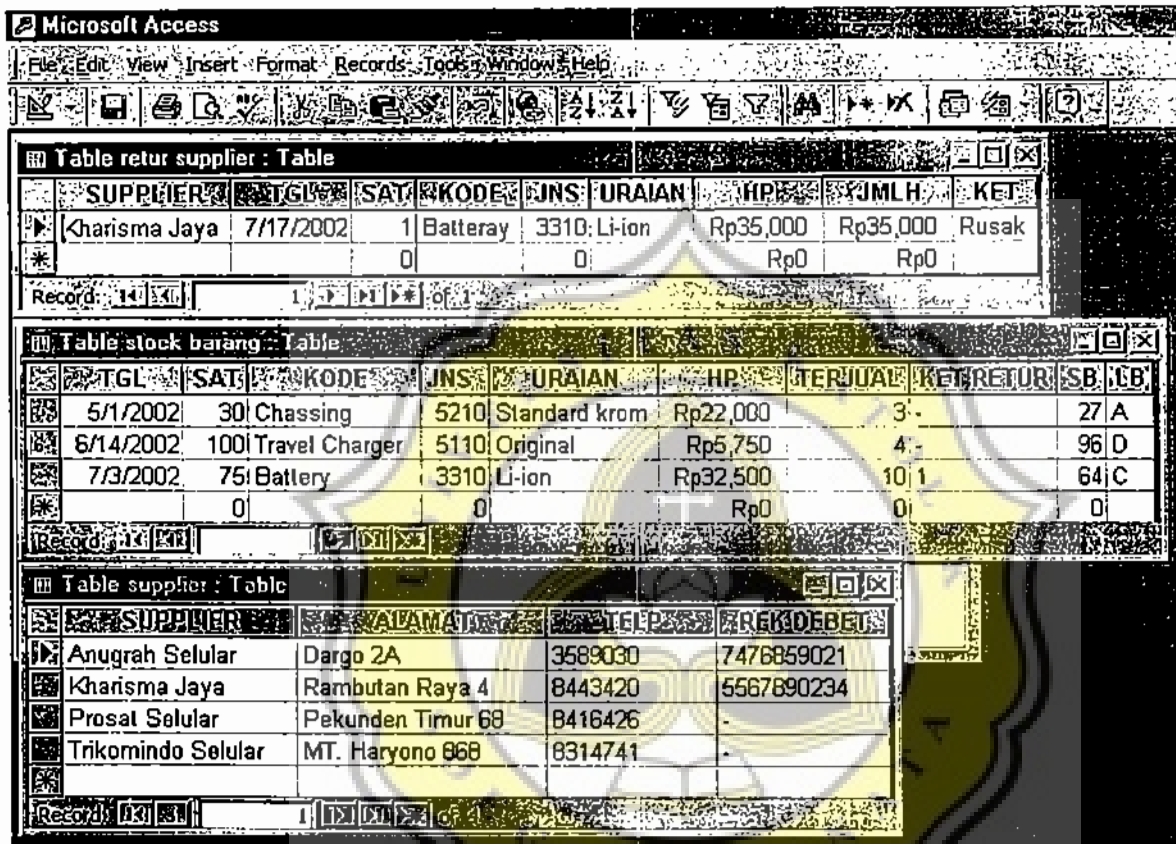 Microsoft Access
File Edit View Insert Format Records Tools Window Help
Table retur supplier : Table
SUPPLIER TGL SAT KODE JNS URAIAN HP JMLH KET
Kharisma Jaya 7/17/2002 1 Batteray 3310 Li-ion Rp35,000 Rp35,000 Rusak
0 0 Rp0 Rp0
Record: 1 of 1
Table stock barang : Table
TGL SAT KODE JNS URAIAN HP TERJUAL KET RETUR SB LB
5/1/2002 30 Chassing 5210 Standard krom Rp22,000 3 - 27 A
6/14/2002 100 Travel Charger 5110 Original Rp5,750 4 - 96 D
7/3/2002 75 Battery 3310 Li-ion Rp32,500 10 1 64 C
0 0 Rp0 0 0
Record:
Table supplier : Table
SUPPLIER ALAMAT TELP REK DEBET
Anugrah Selular Dargo 2A 3589030 7476859021
Kharisma Jaya Rambutan Raya 4 8443420 5567890234
Prosat Selular Pekunden Timur 68 8416426 -
Trikomindo Selular MT. Haryono 868 8314741 -
Record: 1 of